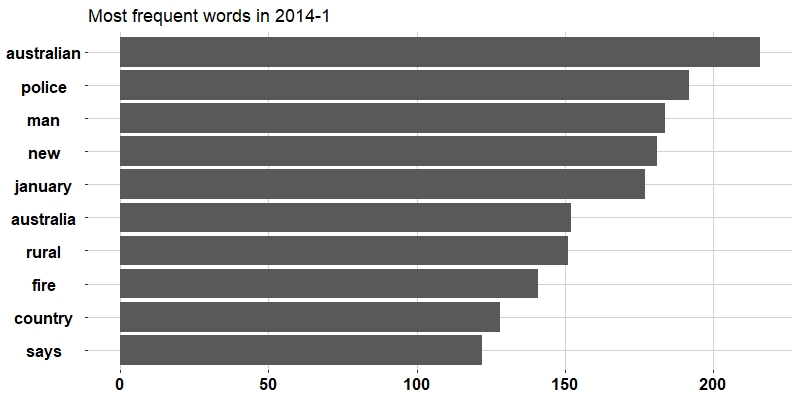 Most frequent words in 2014-1
australian
police
man
new
january
australia
rural
fire
country
says
0 50 100 150 200